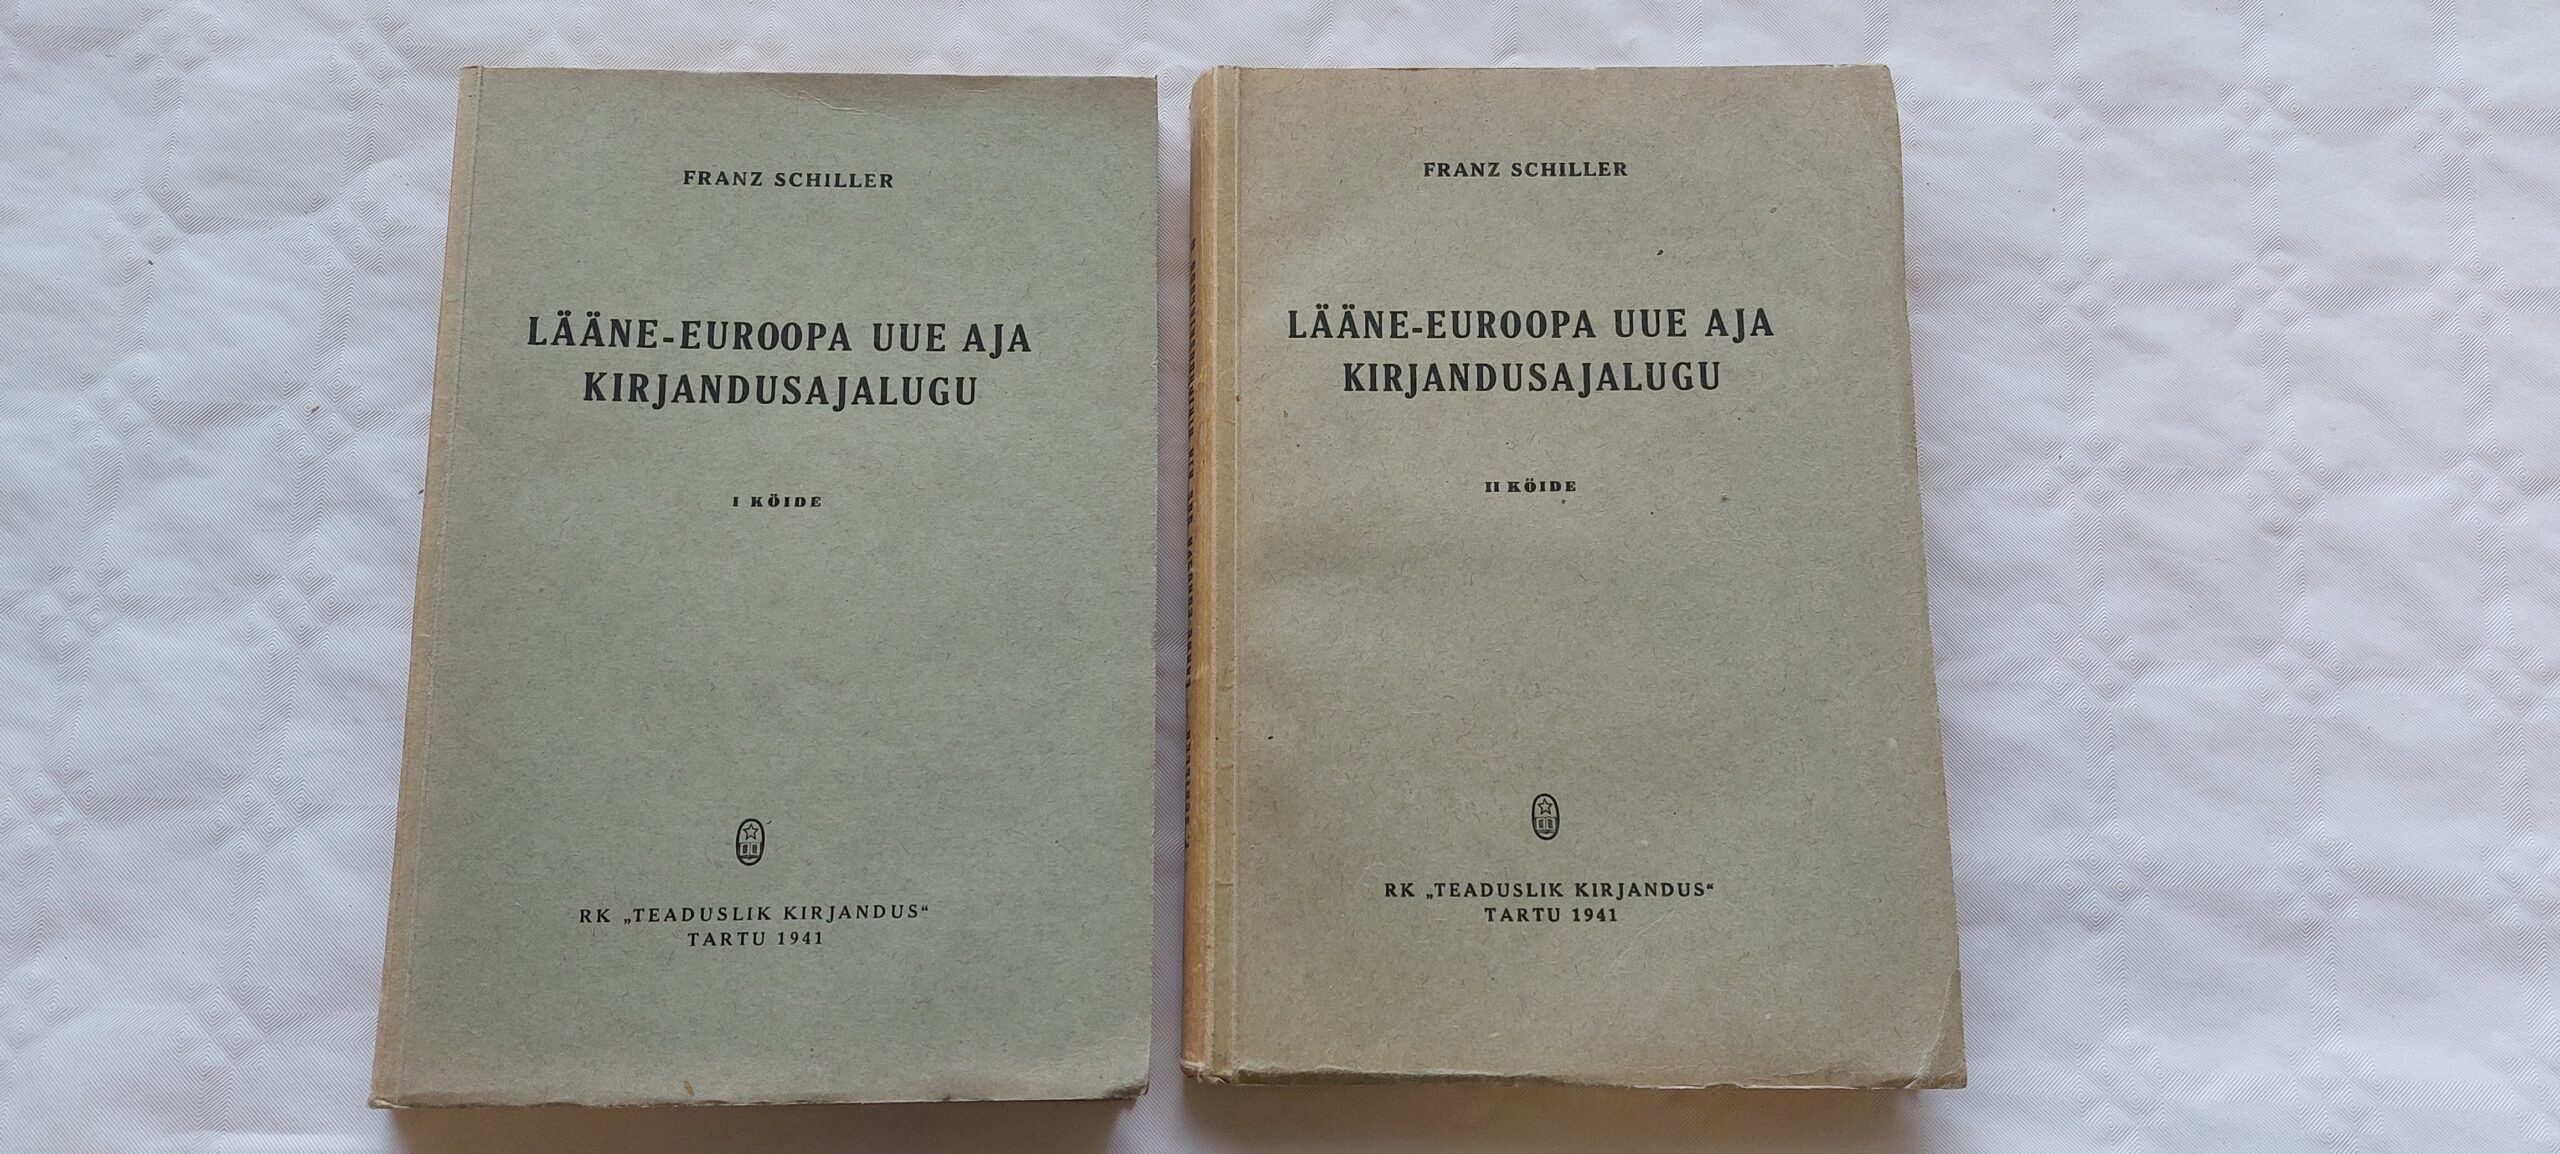 FRANZ SCHILLER
LÄÄNE-EUROOPA UUE AJA
KIRJANDUSAJALUGU
I KÖIDE
RK „TEADUSLIK KIRJANDUS“
TARTU 1941
FRANZ SCHILLER
LÄÄNE-EUROOPA UUE AJA
KIRJANDUSAJALUGU
II KÖIDE
RK „TEADUSLIK KIRJANDUS“
TARTU 1941